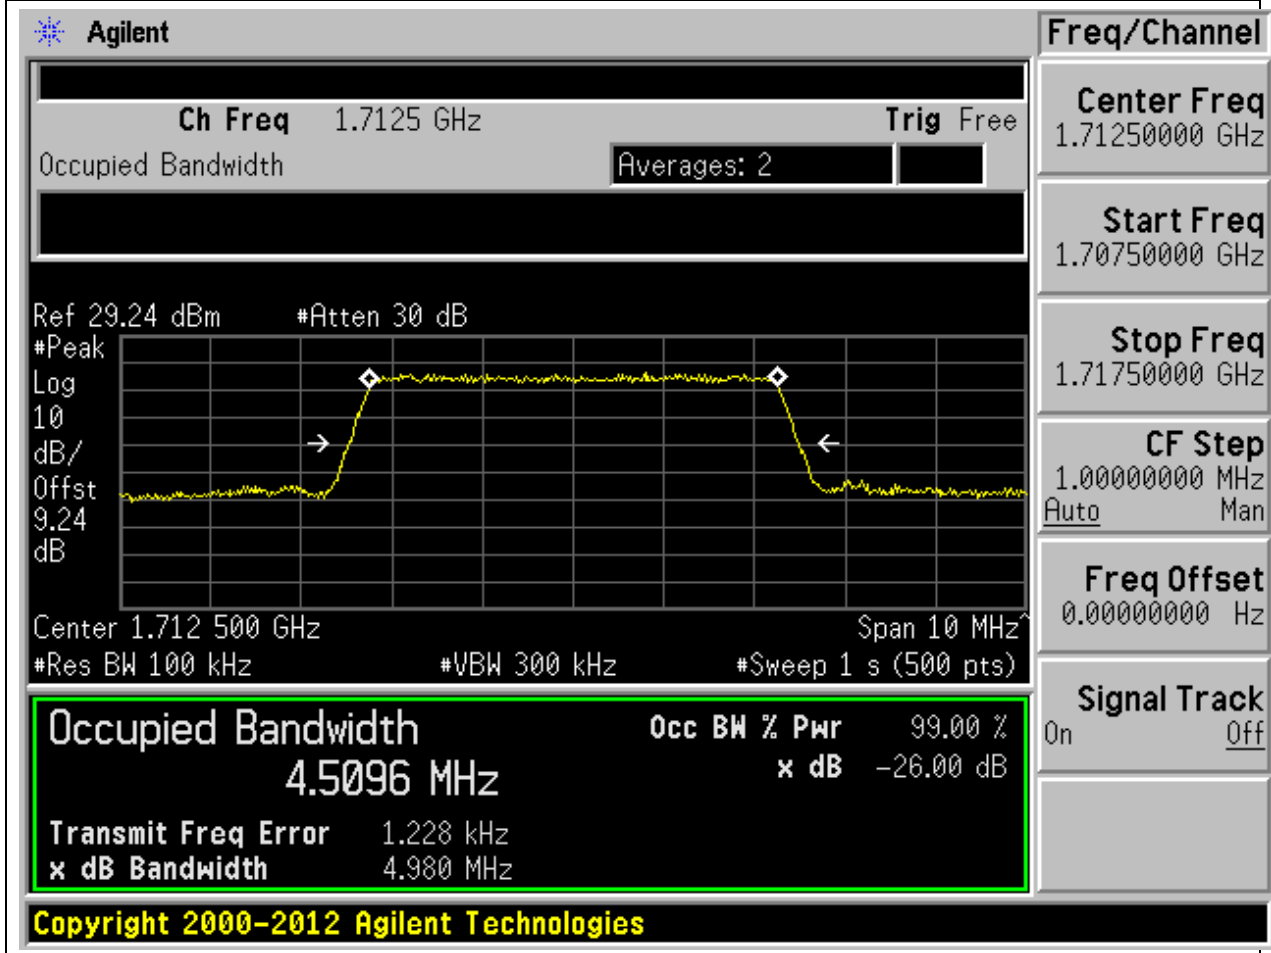 Agilent
Freq/Channel
Ch Freq 1.7125 GHz Trig Free
Occupied Bandwidth Averages: 2
Center Freq
1.71250000 GHz
Start Freq
1.70750000 GHz
Stop Freq
1.71750000 GHz
CF Step
1.00000000 MHz
Auto Man
Freq Offset
0.00000000 Hz
Signal Track
On Off
Ref 29.24 dBm #Atten 30 dB
#Peak
Log
10
dB/
Offst
9.24
dB
Center 1.712 500 GHz Span 10 MHz^
#Res BW 100 kHz #VBW 300 kHz #Sweep 1 s (500 pts)
Occupied Bandwidth Occ BW % Pwr 99.00 %
4.5096 MHz x dB -26.00 dB
Transmit Freq Error 1.228 kHz
x dB Bandwidth 4.980 MHz
Copyright 2000-2012 Agilent Technologies